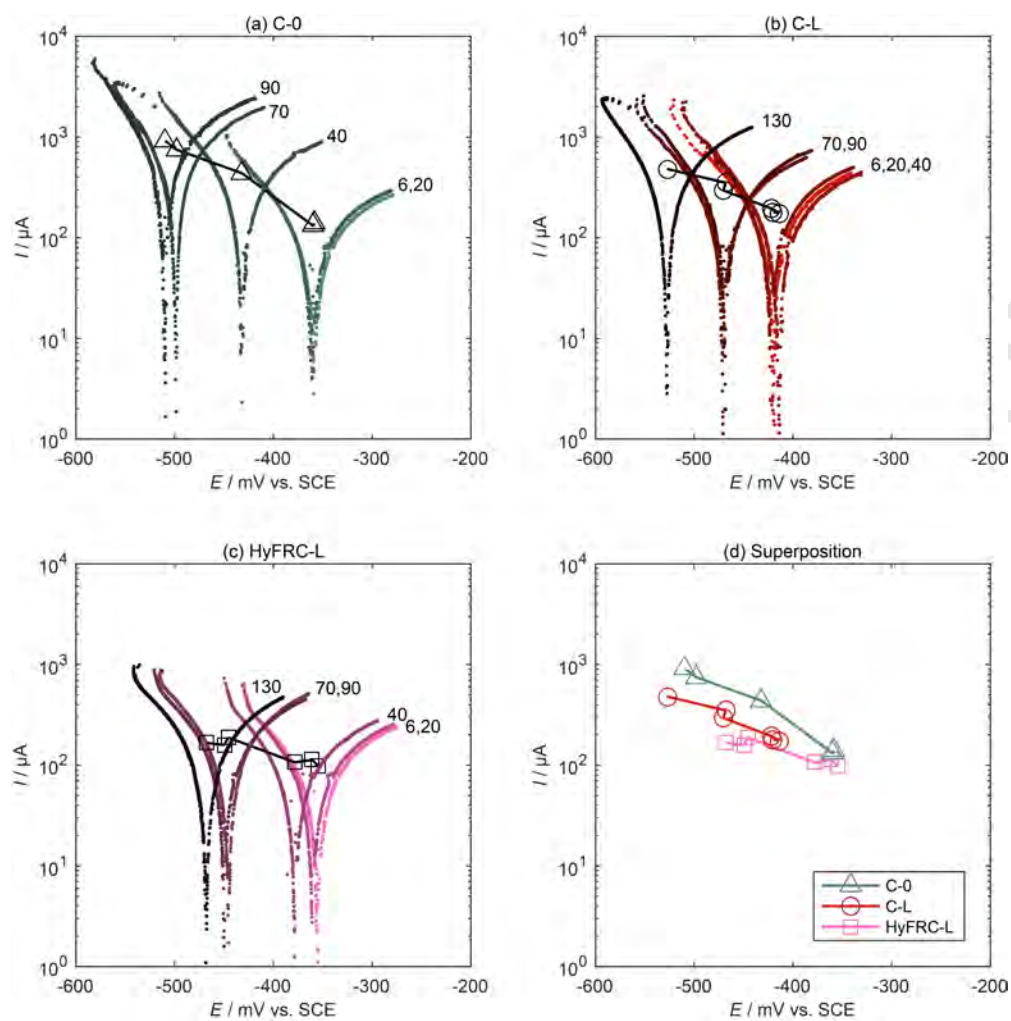 (a) C-0
10⁴
10³
10²
10¹
10⁰
I / μA
90
70
40
6,20
-600 -500 -400 -300 -200
E / mV vs. SCE
(b) C-L
10⁴
10³
10²
10¹
10⁰
I / μA
130
70,90
6,20,40
-600 -500 -400 -300 -200
E / mV vs. SCE
(c) HyFRC-L
10⁴
10³
10²
10¹
10⁰
I / μA
130
70,90
40
6,20
-600 -500 -400 -300 -200
E / mV vs. SCE
(d) Superposition
10⁴
10³
10²
10¹
10⁰
I / μA
C-0
C-L
HyFRC-L
-600 -500 -400 -300 -200
E / mV vs. SCE